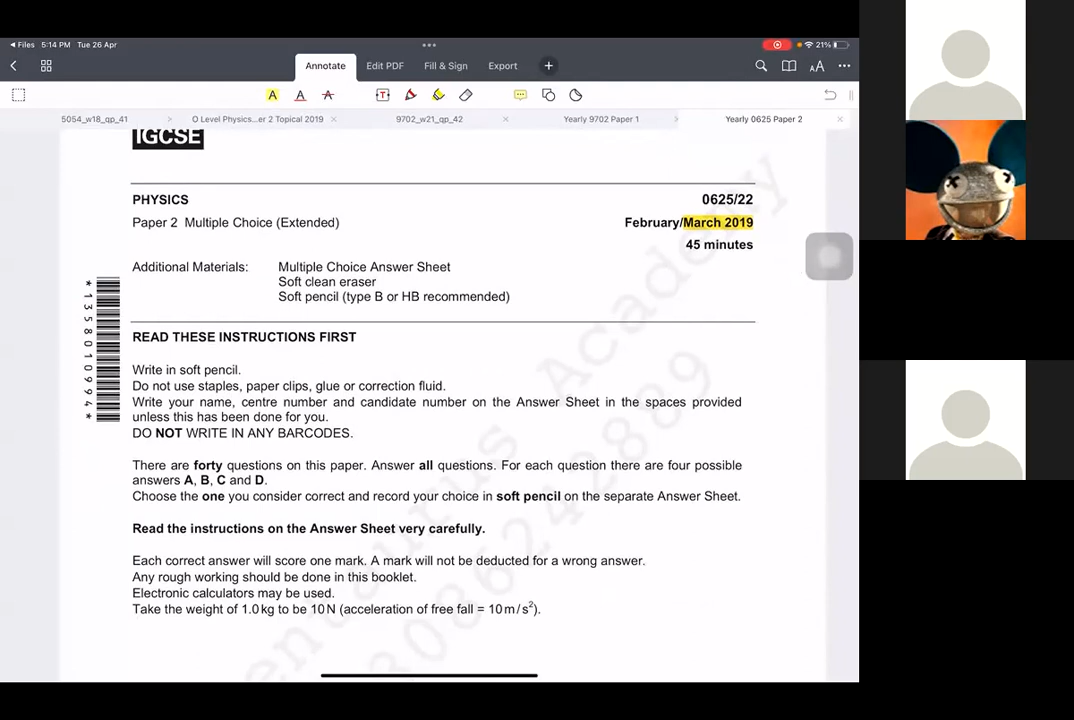 Files 5:14 PM Tue 26 Apr
21%
Annotate Edit PDF Fill & Sign Export
AA
A A A T
5054_w18_qp_41
O Level Physics...er 2 Topical 2019
9702_w21_qp_42
Yearly 9702 Paper 1
Yearly 0625 Paper 2
IGCSE
PHYSICS 0625/22
Paper 2 Multiple Choice (Extended) February/March 2019
45 minutes
Additional Materials: Multiple Choice Answer Sheet
Soft clean eraser
Soft pencil (type B or HB recommended)
*1358010994*
READ THESE INSTRUCTIONS FIRST
Write in soft pencil.
Do not use staples, paper clips, glue or correction fluid.
Write your name, centre number and candidate number on the Answer Sheet in the spaces provided
unless this has been done for you.
DO NOT WRITE IN ANY BARCODES.
There are forty questions on this paper. Answer all questions. For each question there are four possible
answers A, B, C and D.
Choose the one you consider correct and record your choice in soft pencil on the separate Answer Sheet.
Read the instructions on the Answer Sheet very carefully.
Each correct answer will score one mark. A mark will not be deducted for a wrong answer.
Any rough working should be done in this booklet.
Electronic calculators may be used.
Take the weight of 1.0 kg to be 10 N (acceleration of free fall = 10 m / s²).
entaurus Academy
3086242889